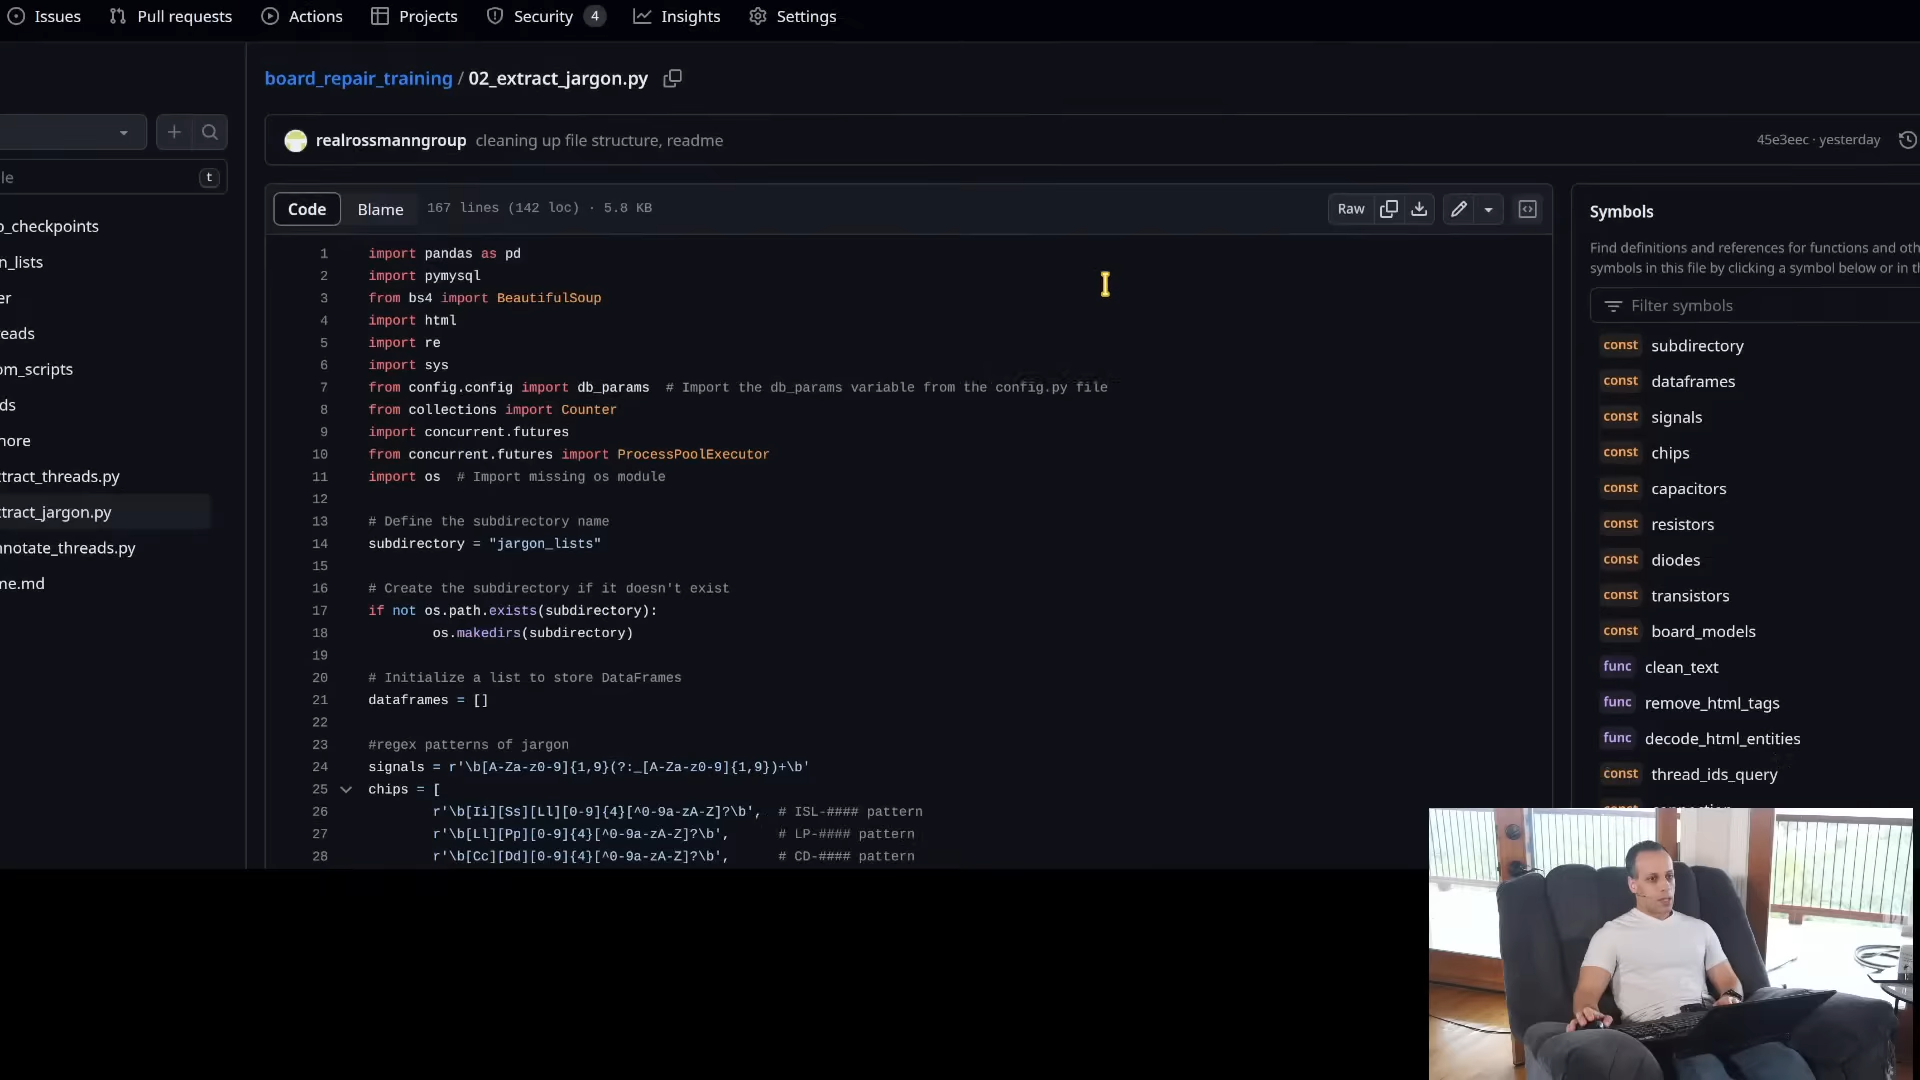 Issues Pull requests Actions Projects Security 4 Insights Settings
board_repair_training / 02_extract_jargon.py
realrossmanngroup cleaning up file structure, readme 45e3eec · yesterday
le t
Code Blame 167 lines (142 loc) · 5.8 KB Raw
o_checkpoints
n_lists
er
eads
om_scripts
ds
nore
tract_threads.py
tract_jargon.py
nnotate_threads.py
me.md
1 import pandas as pd
2 import pymysql
3 from bs4 import BeautifulSoup
4 import html
5 import re
6 import sys
7 from config.config import db_params # Import the db_params variable from the config.py file
8 from collections import Counter
9 import concurrent.futures
10 from concurrent.futures import ProcessPoolExecutor
11 import os # Import missing os module
12
13 # Define the subdirectory name
14 subdirectory = "jargon_lists"
15
16 # Create the subdirectory if it doesn't exist
17 if not os.path.exists(subdirectory):
18 os.makedirs(subdirectory)
19
20 # Initialize a list to store DataFrames
21 dataframes = []
22
23 #regex patterns of jargon
24 signals = r'\b[A-Za-z0-9]{1,9}(?:_[A-Za-z0-9]{1,9})+\b'
25 chips = [
26 r'\b[Ii][Ss][Ll][0-9]{4}[^0-9a-zA-Z]?\b', # ISL-#### pattern
27 r'\b[Ll][Pp][0-9]{4}[^0-9a-zA-Z]?\b', # LP-#### pattern
28 r'\b[Cc][Dd][0-9]{4}[^0-9a-zA-Z]?\b', # CD-#### pattern
Symbols
Find definitions and references for functions and oth
symbols in this file by clicking a symbol below or in t
Filter symbols
const subdirectory
const dataframes
const signals
const chips
const capacitors
const resistors
const diodes
const transistors
const board_models
func clean_text
func remove_html_tags
func decode_html_entities
const thread_ids_query